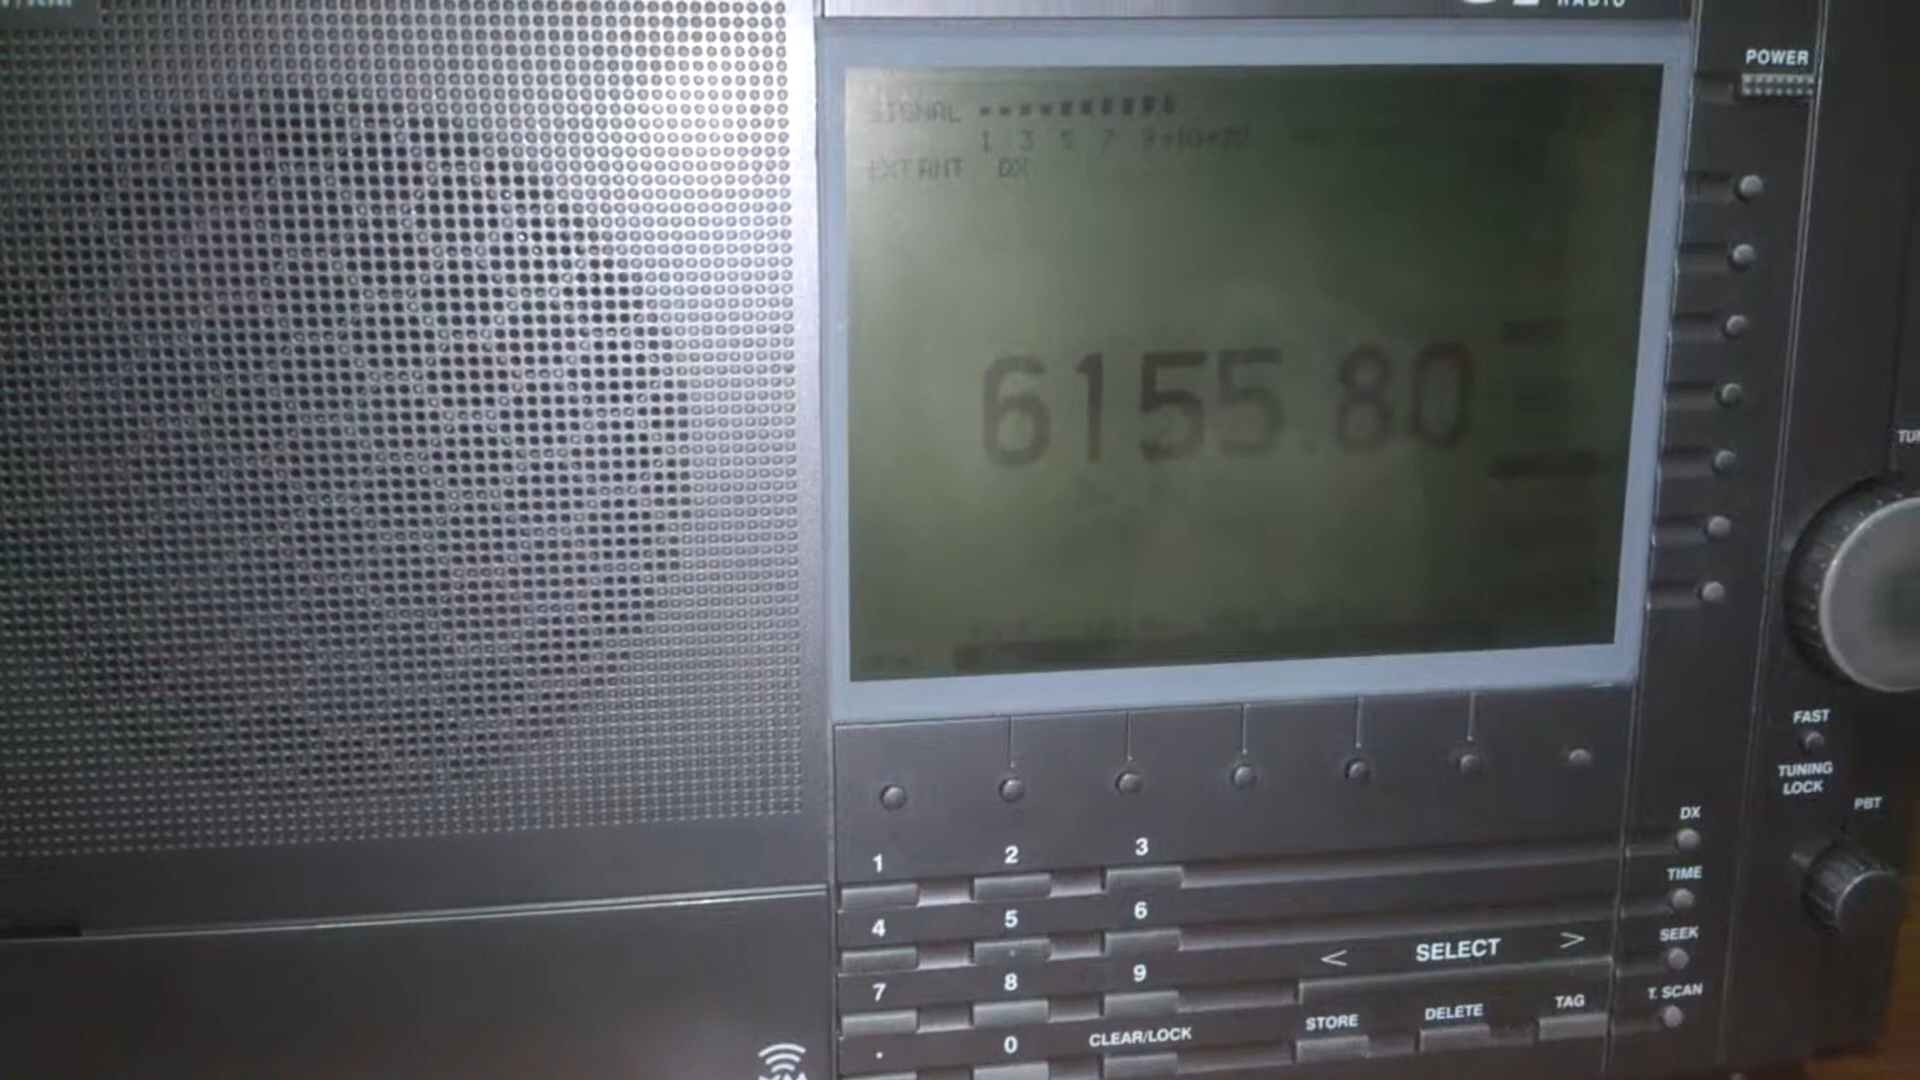 RADIO
POWER
SIGNAL
1 3 5 7 9+10+20
EXT ANT DX
6155.80
FAST
TUNING
LOCK
PBT
DX
1 2 3
TIME
4 5 6
SEEK
< SELECT >
7 8 9
T. SCAN
STORE DELETE TAG
. 0 CLEAR/LOCK